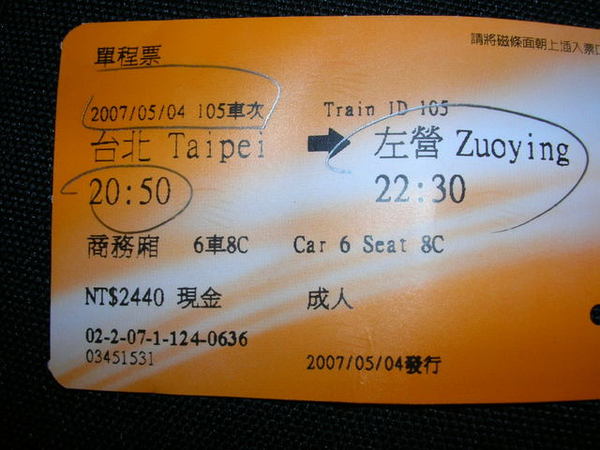 單程票
請將磁條面朝上插入票口
2007/05/04 105車次 Train ID 105
台北 Taipei → 左營 Zuoying
20:50 22:30
商務廂 6車8C Car 6 Seat 8C
NT$2440 現金 成人
02-2-07-1-124-0636
03451531
2007/05/04發行